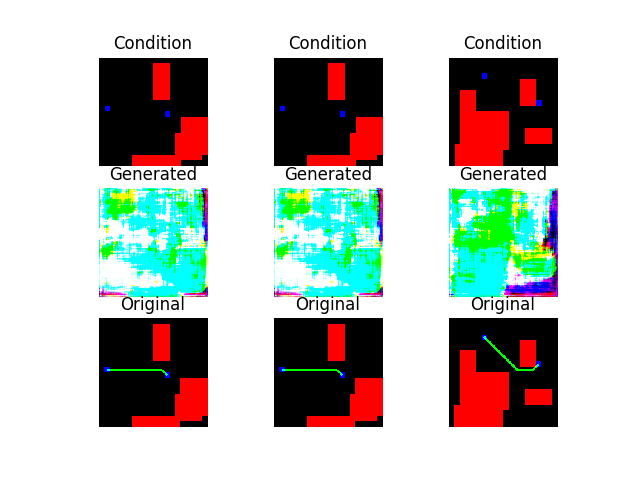 Condition Condition Condition
Generated Generated Generated
Original Original Original